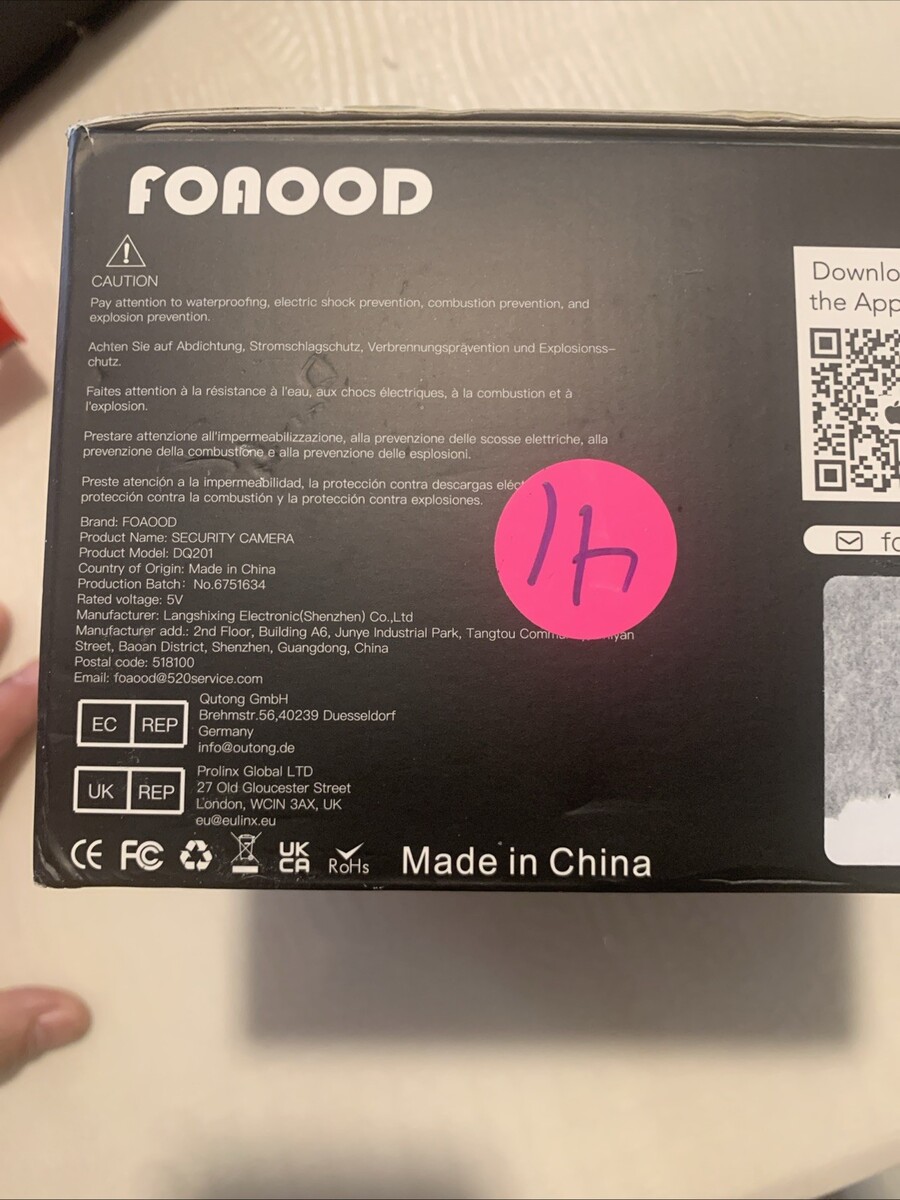 FOAOOD
CAUTION
Pay attention to waterproofing, electric shock prevention, combustion prevention, and
explosion prevention.
Achten Sie auf Abdichtung, Stromschlagschutz, Verbrennungsprävention und Explosionss–
chutz.
Faites attention à la résistance à l'eau, aux chocs électriques, à la combustion et à
l'explosion.
Prestare attenzione all'impermeabilizzazione, alla prevenzione delle scosse elettriche, alla
prevenzione della combustione e alla prevenzione delle esplosioni.
Preste atención a la impermeabilidad, la protección contra descargas
protección contra la combustión y la protección contra explosiones.
Brand: FOAOOD
Product Name: SECURITY CAMERA
Product Model: DQ201
Country of Origin: Made in China
Production Batch: No.6751634
Rated voltage: 5V
Manufacturer: Langshixing Electronic(Shenzhen) Co.,Ltd
Manufacturer add.: 2nd Floor, Building A6, Junye Industrial Park, Tangtou
Street, Baoan District, Shenzhen, Guangdong, China
Postal code: 518100
Email: foaood@520service.com
EC REP
Qutong GmbH
Brehmstr.56,40239 Duesseldorf
Germany
info@outong.de
UK REP
Prolinx Global LTD
27 Old Gloucester Street
London, WCIN 3AX, UK
eu@eulinx.eu
CE FC UK CA RoHs Made in China
Downlo
the App
fo